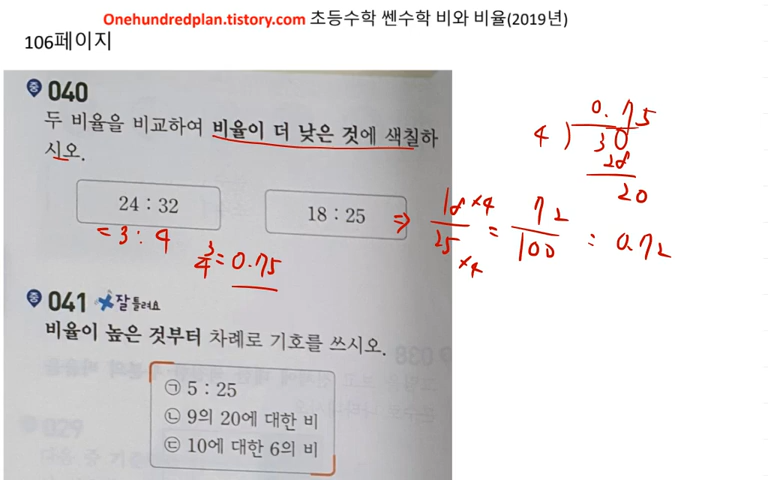 Onehundredplan.tistory.com 초등수학 쎈수학 비와 비율(2019년)
106페이지
중 040
두 비율을 비교하여 비율이 더 낮은 것에 색칠하
시오.
24 : 32
18 : 25
= 3 : 4
3/4 = 0.75
⇒ 18×4/25×4 = 72/100 = 0.72
0.75
4 ) 30
28
20
중 041 잘 틀려요
비율이 높은 것부터 차례로 기호를 쓰시오.
㉠ 5 : 25
㉡ 9의 20에 대한 비
㉢ 10에 대한 6의 비